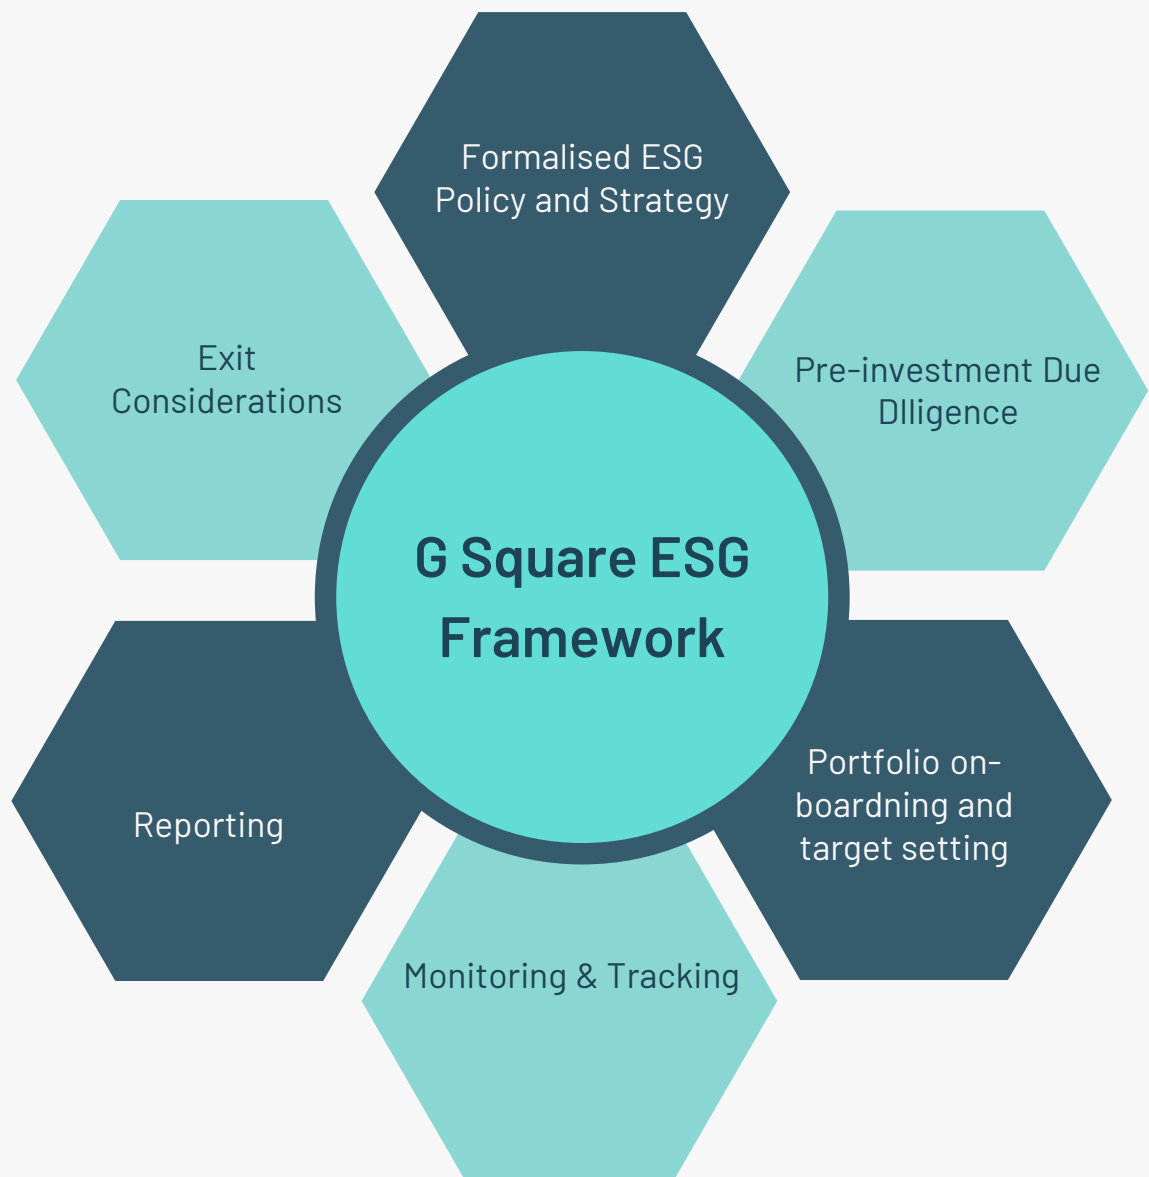 Formalised ESG
Policy and Strategy
Exit
Considerations
Pre-investment Due
Dlligence
G Square ESG
Framework
Portfolio on-
boardning and
target setting
Reporting
Monitoring & Tracking